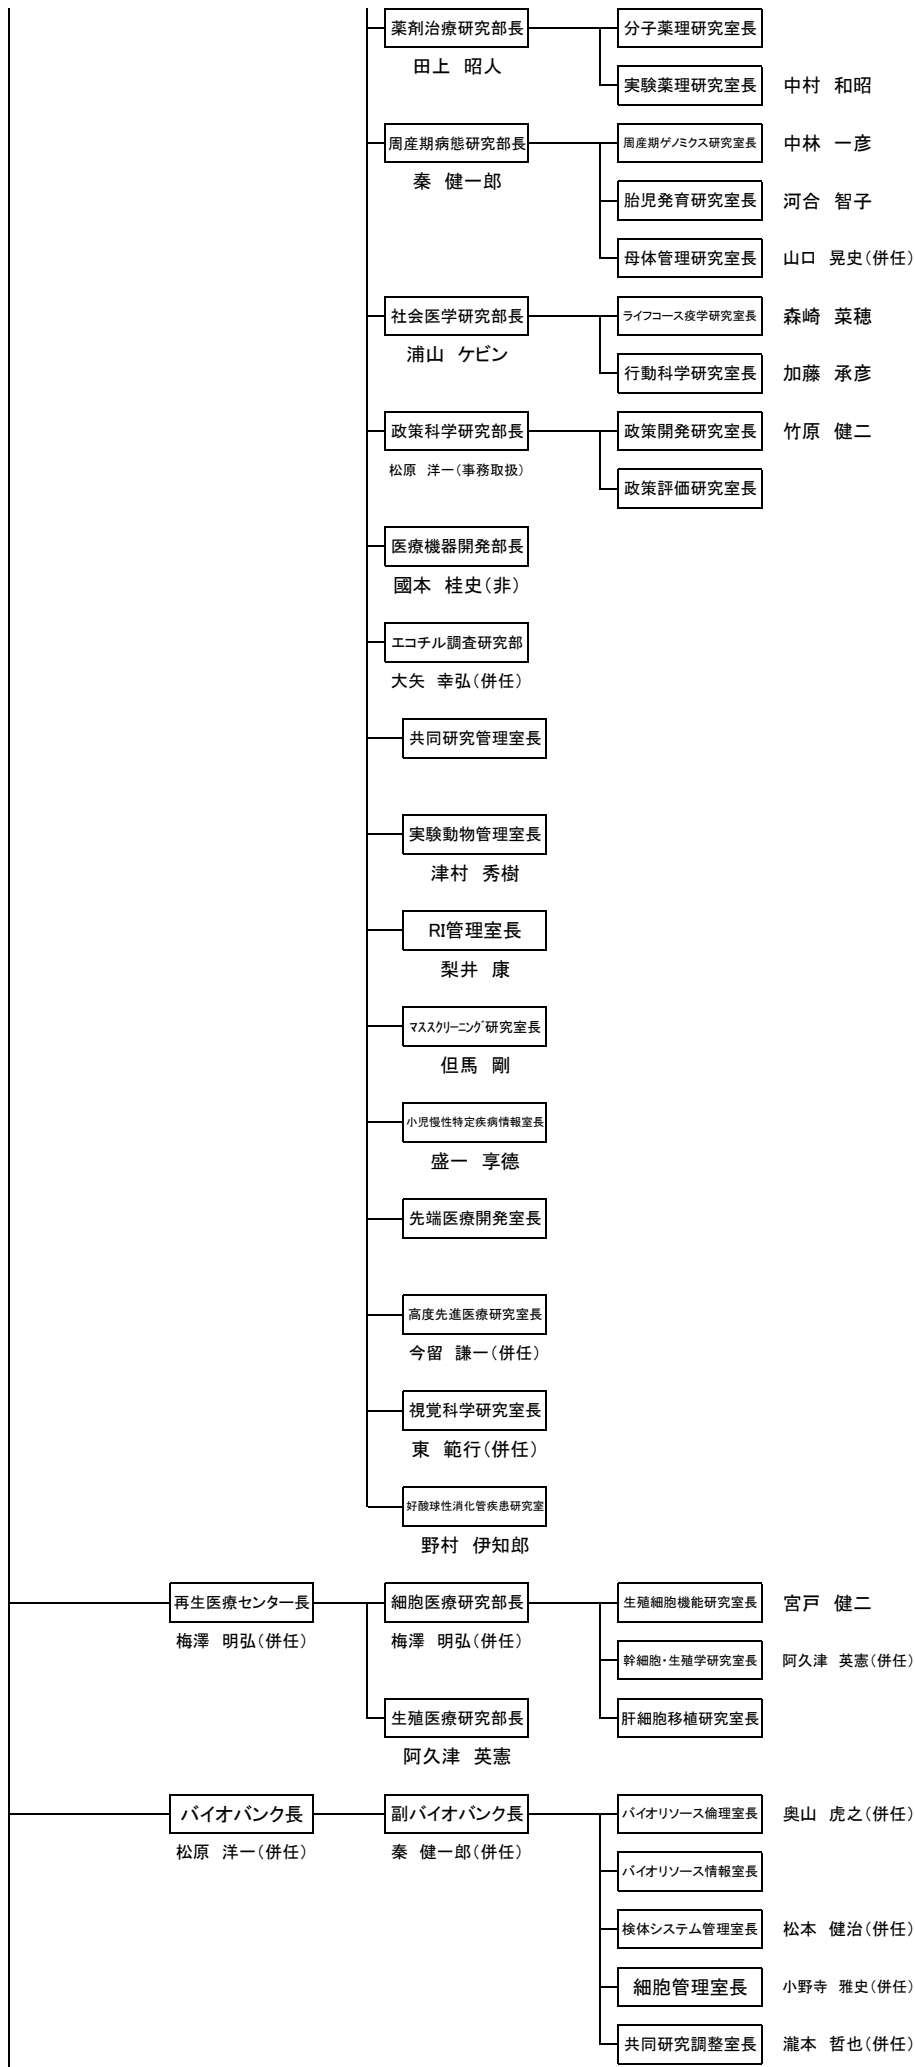 薬剤治療研究部長 分子薬理研究室長
田上 昭人
実験薬理研究室長 中村 和昭
周産期病態研究部長 周産期ゲノミクス研究室長 中林 一彦
秦 健一郎
胎児発育研究室長 河合 智子
母体管理研究室長 山口 晃史(併任)
社会医学研究部長 ライフコース疫学研究室長 森崎 菜穂
浦山 ケビン
行動科学研究室長 加藤 承彦
政策科学研究部長 政策開発研究室長 竹原 健二
松原 洋一(事務取扱)
政策評価研究室長
医療機器開発部長
國本 桂史(非)
エコチル調査研究部
大矢 幸弘(併任)
共同研究管理室長
実験動物管理室長
津村 秀樹
RI管理室長
梨井 康
ﾏｽｽｸﾘｰﾆﾝｸﾞ研究室長
但馬 剛
小児慢性特定疾病情報室長
盛一 享德
先端医療開発室長
高度先進医療研究室長
今留 謙一(併任)
視覚科学研究室長
東 範行(併任)
好酸球性消化管疾患研究室
野村 伊知郎
再生医療センター長 細胞医療研究部長 生殖細胞機能研究室長 宮戸 健二
梅澤 明弘(併任) 梅澤 明弘(併任)
幹細胞・生殖学研究室長 阿久津 英憲(併任)
生殖医療研究部長 肝細胞移植研究室長
阿久津 英憲
バイオバンク長 副バイオバンク長 バイオリソース倫理室長 奥山 虎之(併任)
松原 洋一(併任) 秦 健一郎(併任)
バイオリソース情報室長
検体システム管理室長 松本 健治(併任)
細胞管理室長 小野寺 雅史(併任)
共同研究調整室長 瀧本 哲也(併任)